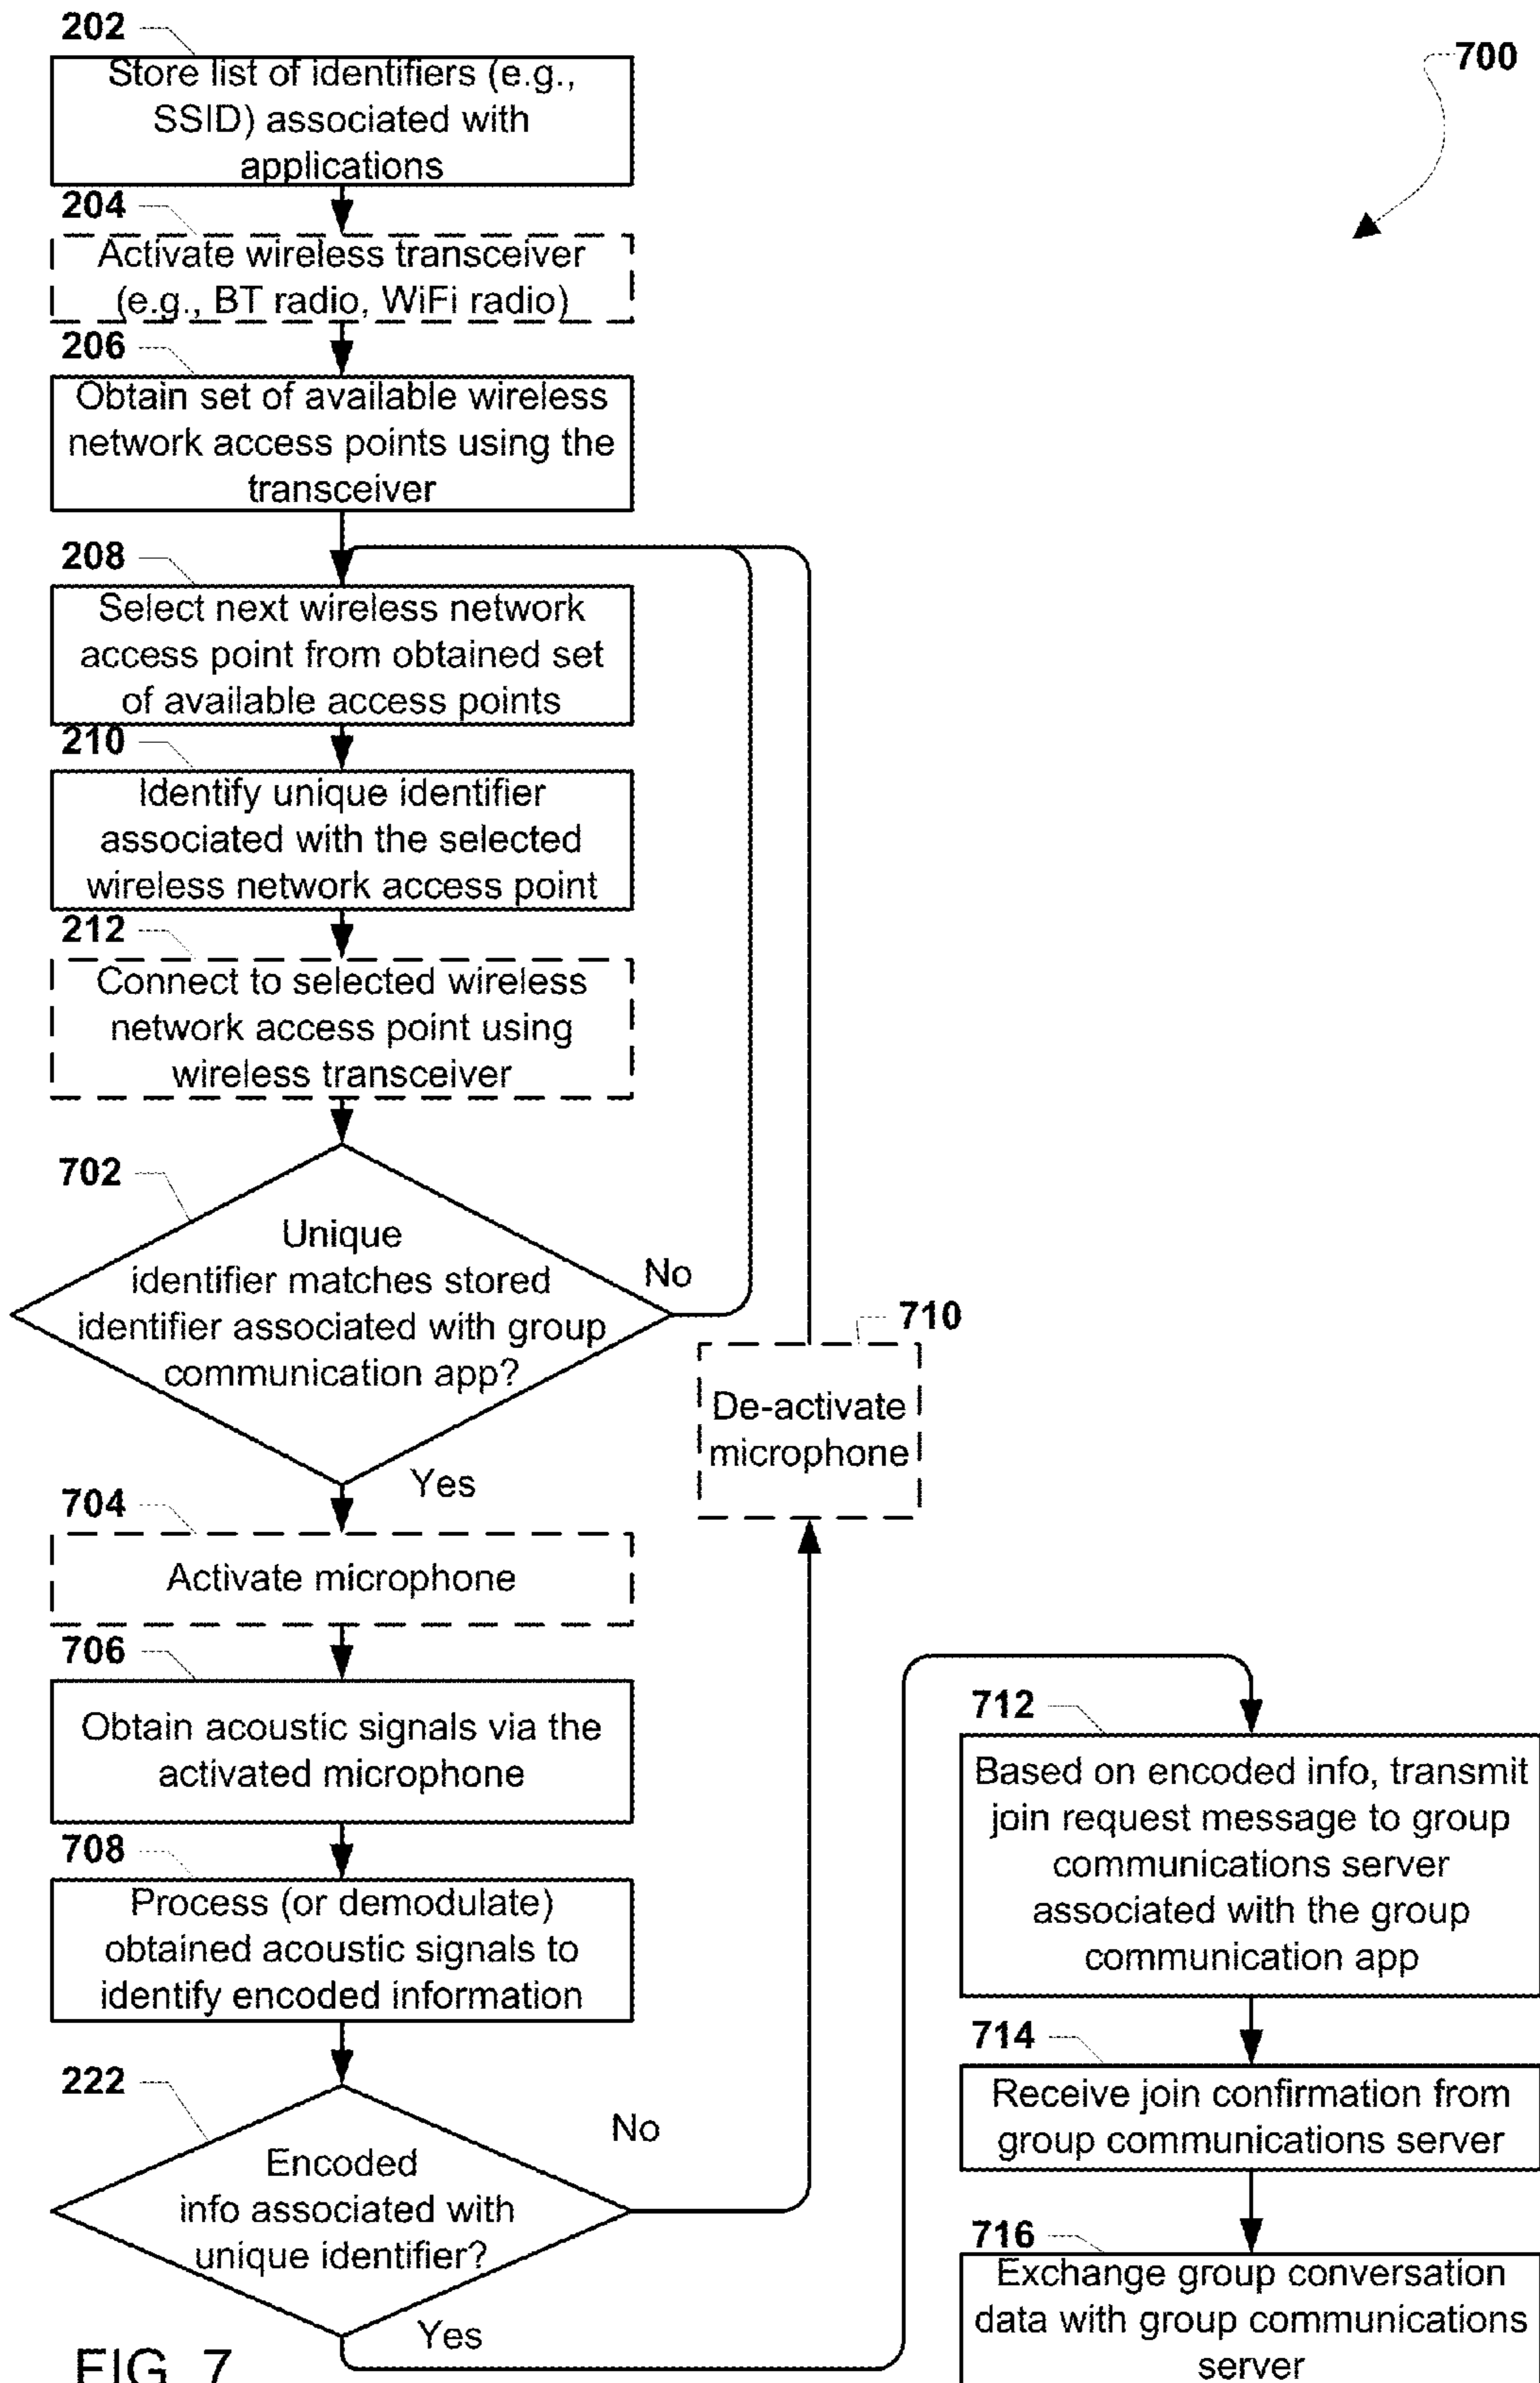 202
Store list of identifiers (e.g.,
SSID) associated with
applications
700
204
Activate wireless transceiver
(e.g., BT radio, WiFi radio)
206
Obtain set of available wireless
network access points using the
transceiver
208
Select next wireless network
access point from obtained set
of available access points
210
Identify unique identifier
associated with the selected
wireless network access point
212
Connect to selected wireless
network access point using
wireless transceiver
702
Unique
identifier matches stored
identifier associated with group
communication app?
No
Yes
710
De-activate
microphone
704
Activate microphone
706
Obtain acoustic signals via the
activated microphone
708
Process (or demodulate)
obtained acoustic signals to
identify encoded information
222
Encoded
info associated with
unique identifier?
No
Yes
712
Based on encoded info, transmit
join request message to group
communications server
associated with the group
communication app
714
Receive join confirmation from
group communications server
716
Exchange group conversation
data with group communications
server
FIG. 7